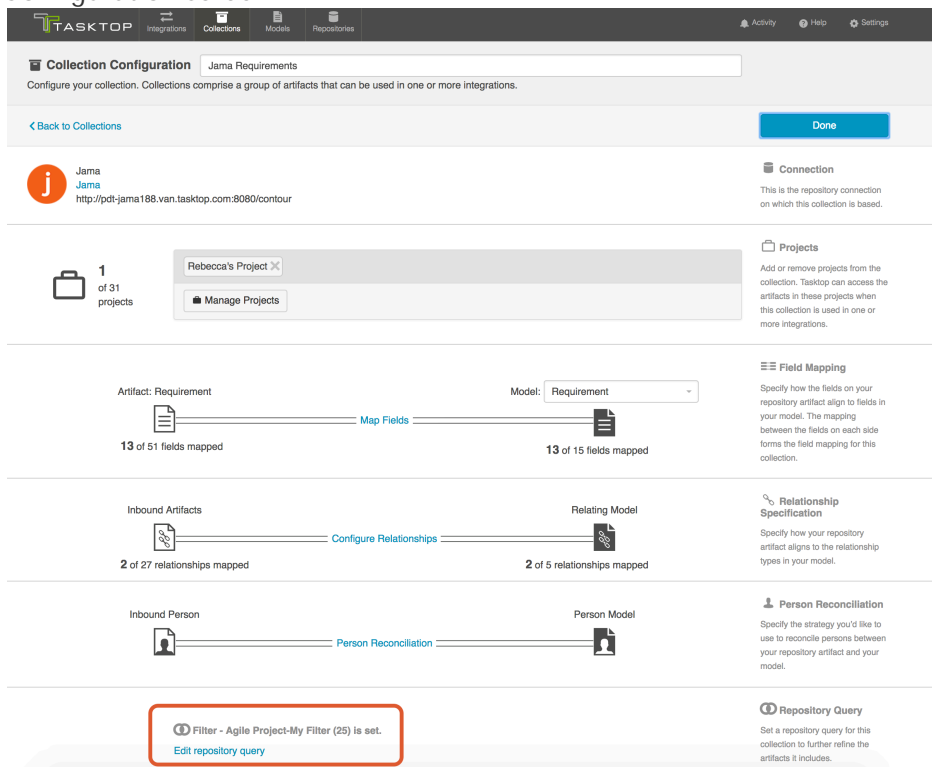 TASKTOP
Integrations
Collections
Models
Repositories
Activity
Help
Settings
Collection Configuration
Jama Requirements
Configure your collection. Collections comprise a group of artifacts that can be used in one or more integrations.
Back to Collections
Done
j
Jama
Jama
http://pdt-jama188.van.tasktop.com:8080/contour
Connection
This is the repository connection
on which this collection is based.
1
of 31
projects
Rebecca's Project
Manage Projects
Projects
Add or remove projects from the
collection. Tasktop can access the
artifacts in these projects when
this collection is used in one or
more integrations.
Artifact: Requirement
Model: Requirement
Map Fields
13 of 51 fields mapped
13 of 15 fields mapped
Field Mapping
Specify how the fields on your
repository artifact align to fields in
your model. The mapping
between the fields on each side
forms the field mapping for this
collection.
Inbound Artifacts
Relating Model
Configure Relationships
2 of 27 relationships mapped
2 of 5 relationships mapped
Relationship
Specification
Specify how your repository
artifact aligns to the relationship
types in your model.
Inbound Person
Person Model
Person Reconciliation
Person Reconciliation
Specify the strategy you'd like to
use to reconcile persons between
your repository artifact and your
model.
Filter - Agile Project-My Filter (25) is set.
Edit repository query
Repository Query
Set a repository query for this
collection to further refine the
artifacts it includes.